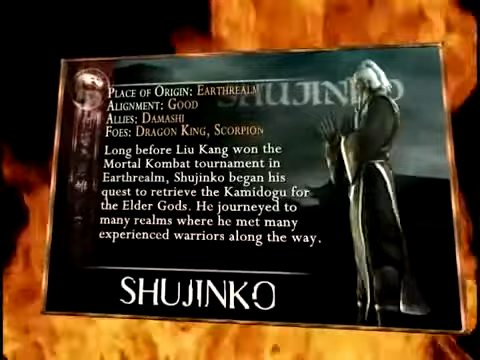 SHUJINKO
PLACE OF ORIGIN: EARTHREALM
ALIGNMENT: GOOD
ALLIES: DAMASHI
FOES: DRAGON KING, SCORPION
Long before Liu Kang won the
Mortal Kombat tournament in
Earthrealm, Shujinko began his
quest to retrieve the Kamidogu for
the Elder Gods. He journeyed to
many realms where he met many
experienced warriors along the way.
SHUJINKO